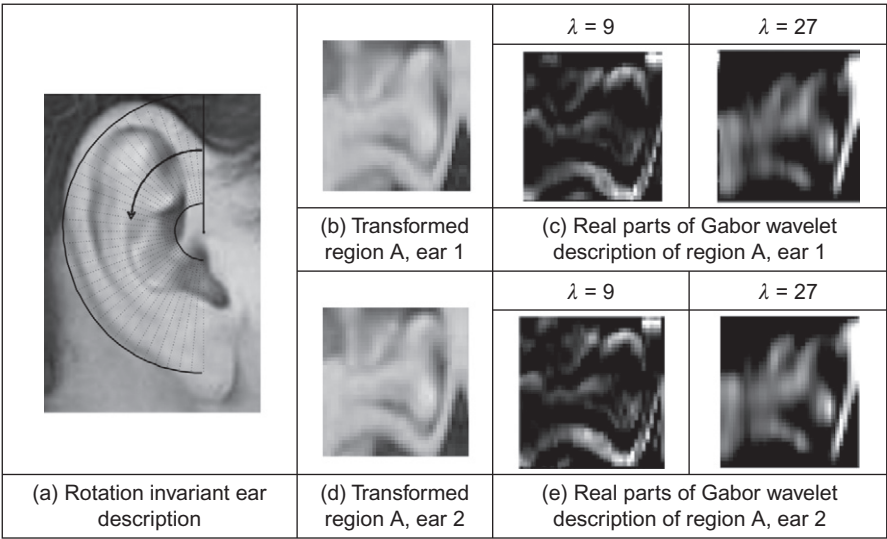 λ = 9
λ = 27
(b) Transformed
region A, ear 1
(c) Real parts of Gabor wavelet
description of region A, ear 1
λ = 9
λ = 27
(a) Rotation invariant ear
description
(d) Transformed
region A, ear 2
(e) Real parts of Gabor wavelet
description of region A, ear 2